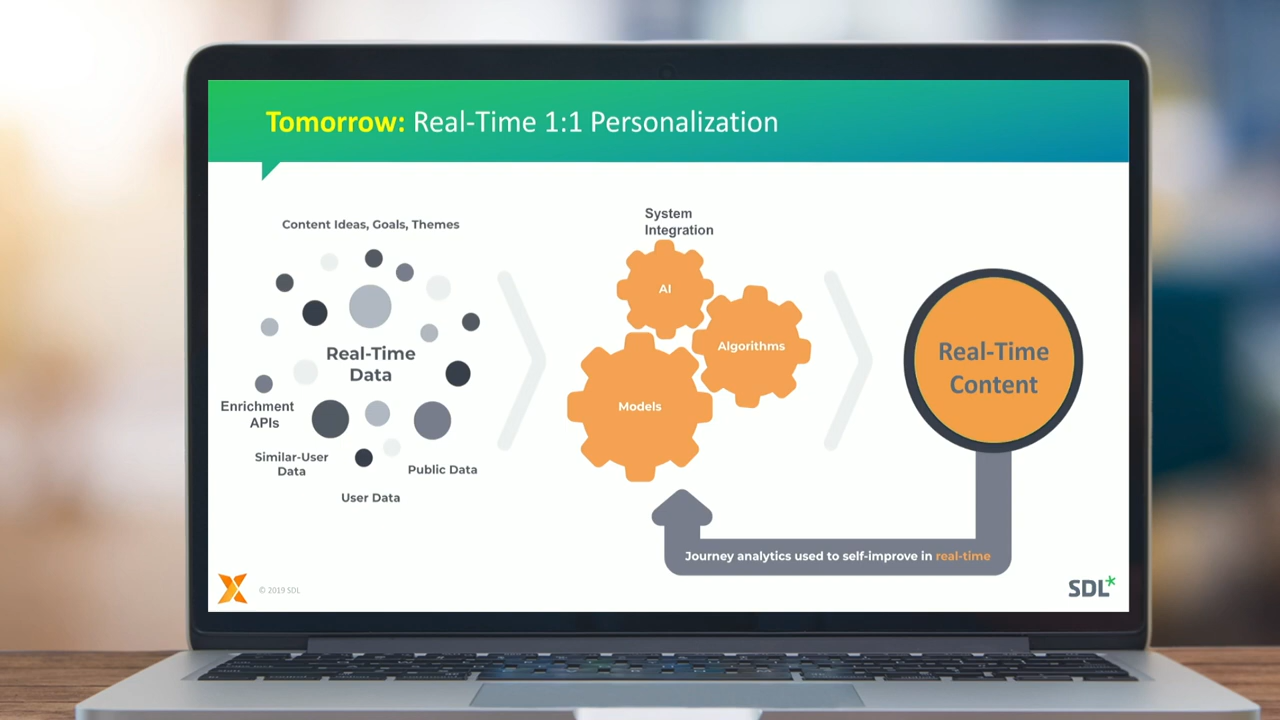 Tomorrow: Real-Time 1:1 Personalization
Content Ideas, Goals, Themes
Real-Time
Data
Enrichment
APIs
Similar-User
Data
User Data
Public Data
System
Integration
AI
Algorithms
Models
Real-Time
Content
Journey analytics used to self-improve in real-time
© 2019 SDL
SDL*